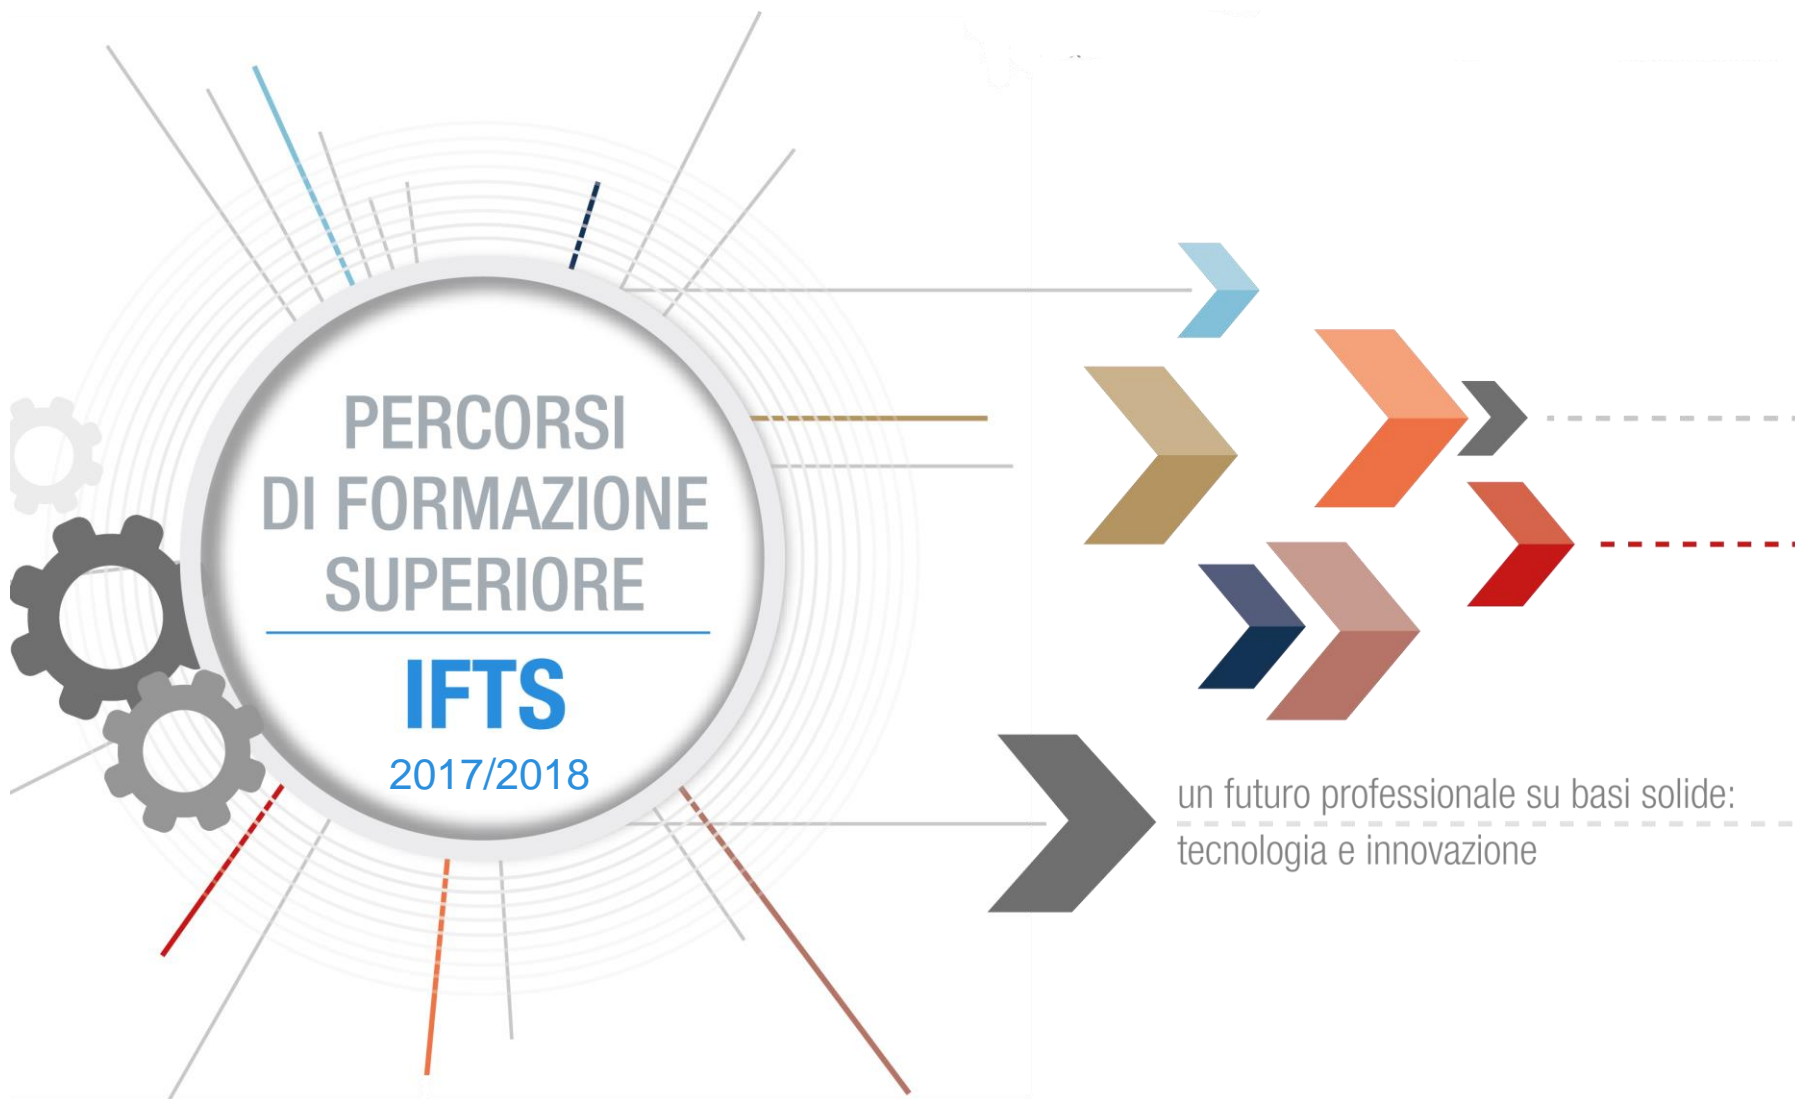 PERCORSI
DI FORMAZIONE
SUPERIORE
IFTS
2017/2018
un futuro professionale su basi solide:
tecnologia e innovazione